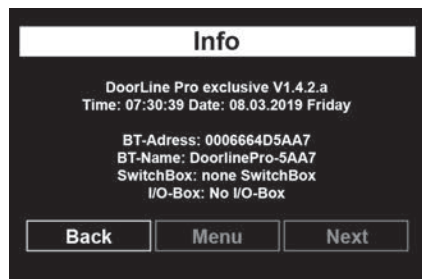 Info
DoorLine Pro exclusive V1.4.2.a
Time: 07:30:39 Date: 08.03.2019 Friday
BT-Adress: 0006664D5AA7
BT-Name: DoorlinePro-5AA7
SwitchBox: none SwitchBox
I/O-Box: No I/O-Box
Back Menu Next